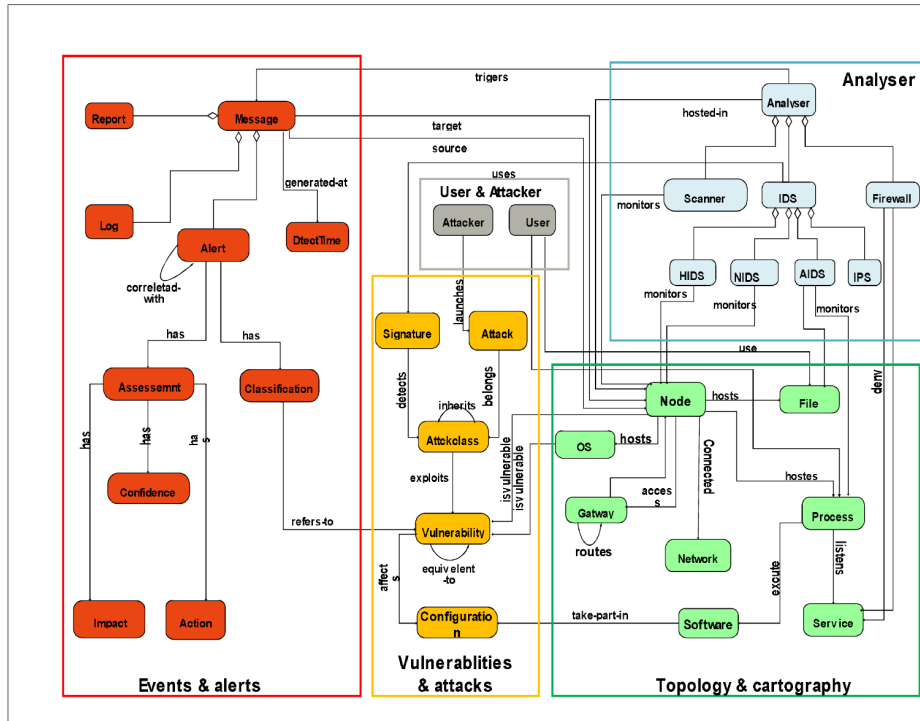 Analyser
trigers
Analyser
hosted-in
Report
Message
target
source
uses
generated-at
User & Attacker
monitors
Scanner
IDS
Firewall
Log
Attacker
User
DtectTime
Alert
HIDS
NIDS
AIDS
IPS
correletad-
with
launches
monitors
monitors
monitors
Signature
Attack
has
has
use
deny
Assessemnt
Classification
detects
belongs
inherits
Node
hosts
File
has
has
ha
s
Attckclass
isv ulnerable
isv ulnerable
OS
hosts
Connected
exploits
hostes
Confidence
acces
s
Gatway
Process
refers-to
Vulnerability
routes
Network
listens
equivelent
-to
affect
s
excute
Impact
Action
Configuratio
n
take-part-in
Software
Service
Events & alerts
Vulnerablities
& attacks
Topology & cartography